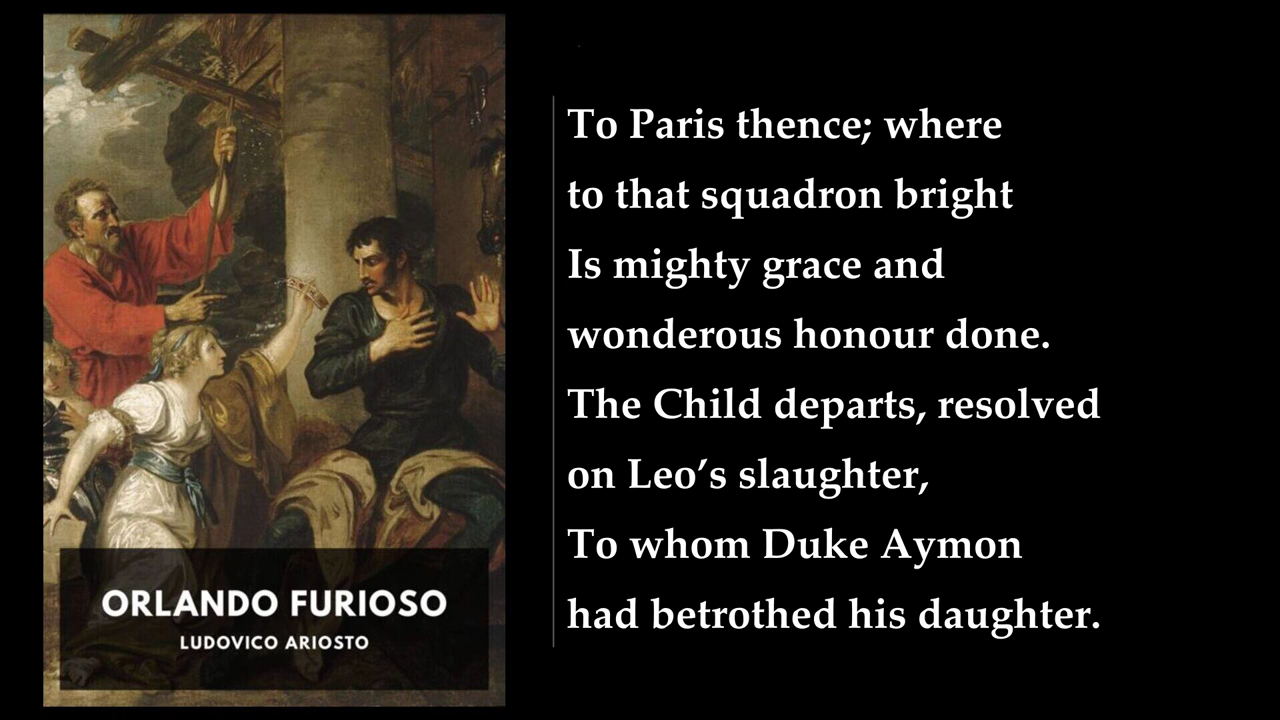 ORLANDO FURIOSO
LUDOVICO ARIOSTO
To Paris thence; where
to that squadron bright
Is mighty grace and
wonderous honour done.
The Child departs, resolved
on Leo’s slaughter,
To whom Duke Aymon
had betrothed his daughter.